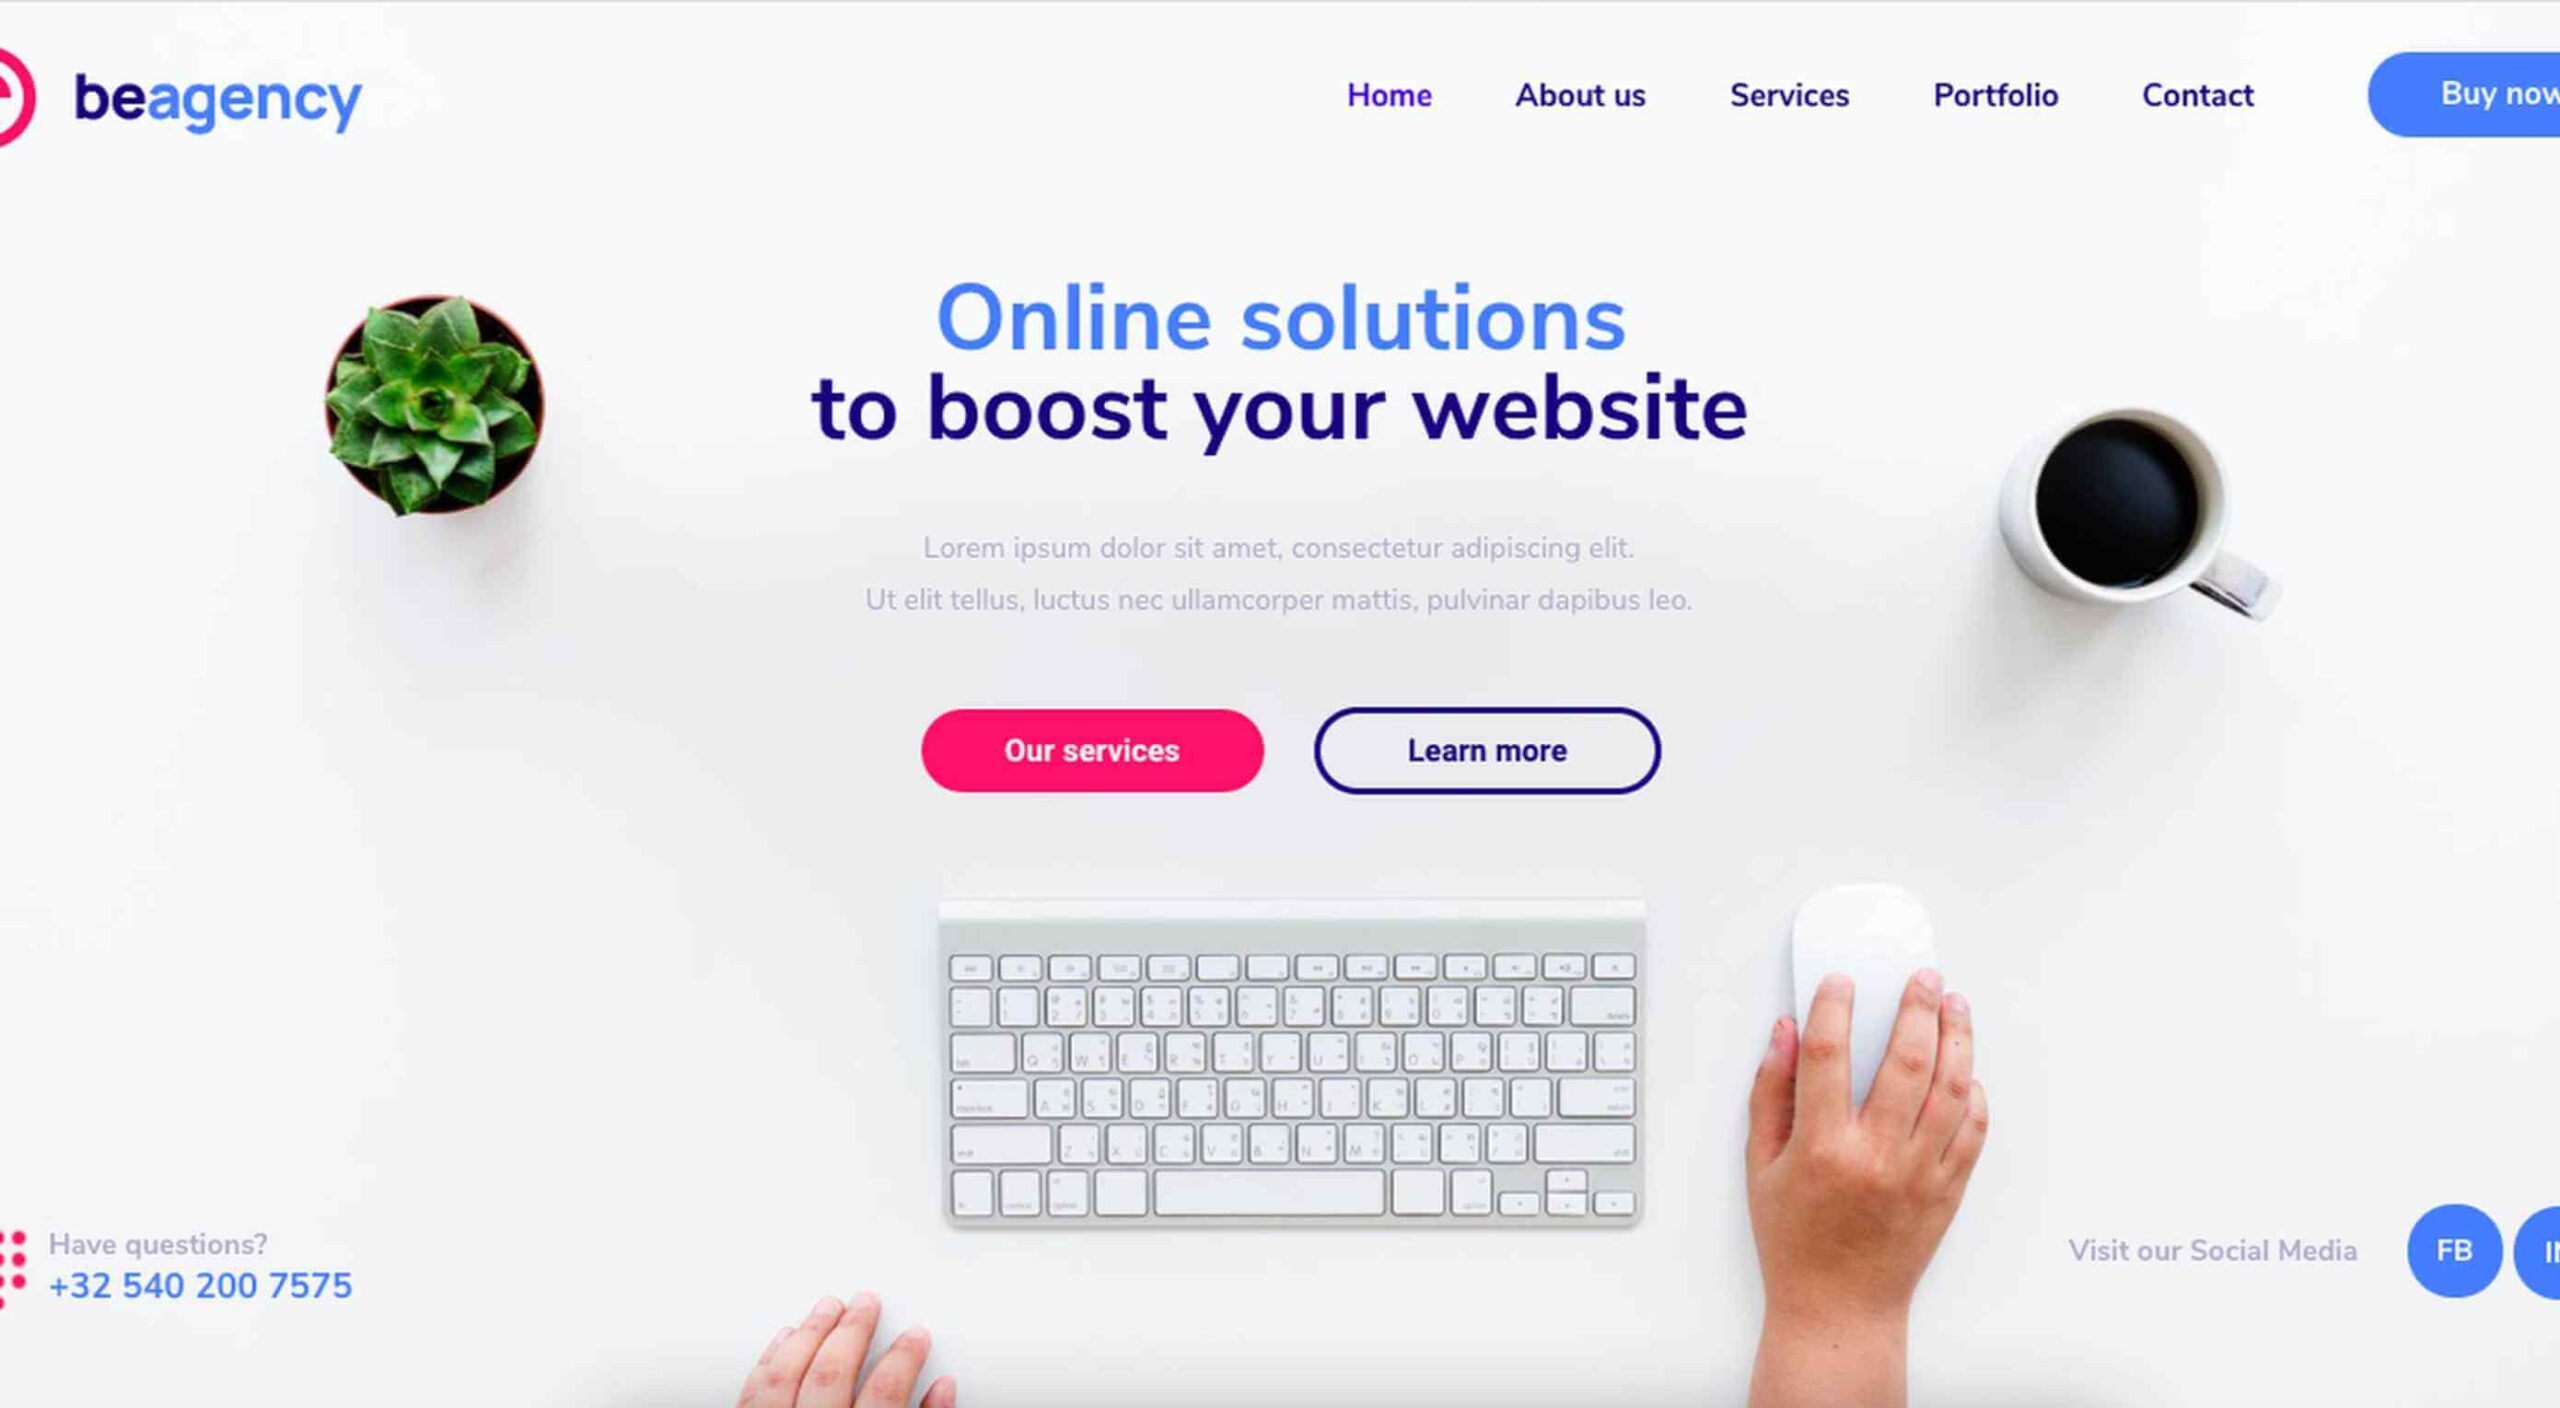 beagency
Home About us Services Portfolio Contact Buy now
Online solutions
to boost your website
Lorem ipsum dolor sit amet, consectetur adipiscing elit.
Ut elit tellus, luctus nec ullamcorper mattis, pulvinar dapibus leo.
Our services Learn more
Have questions?
+32 540 200 7575
Visit our Social Media FB